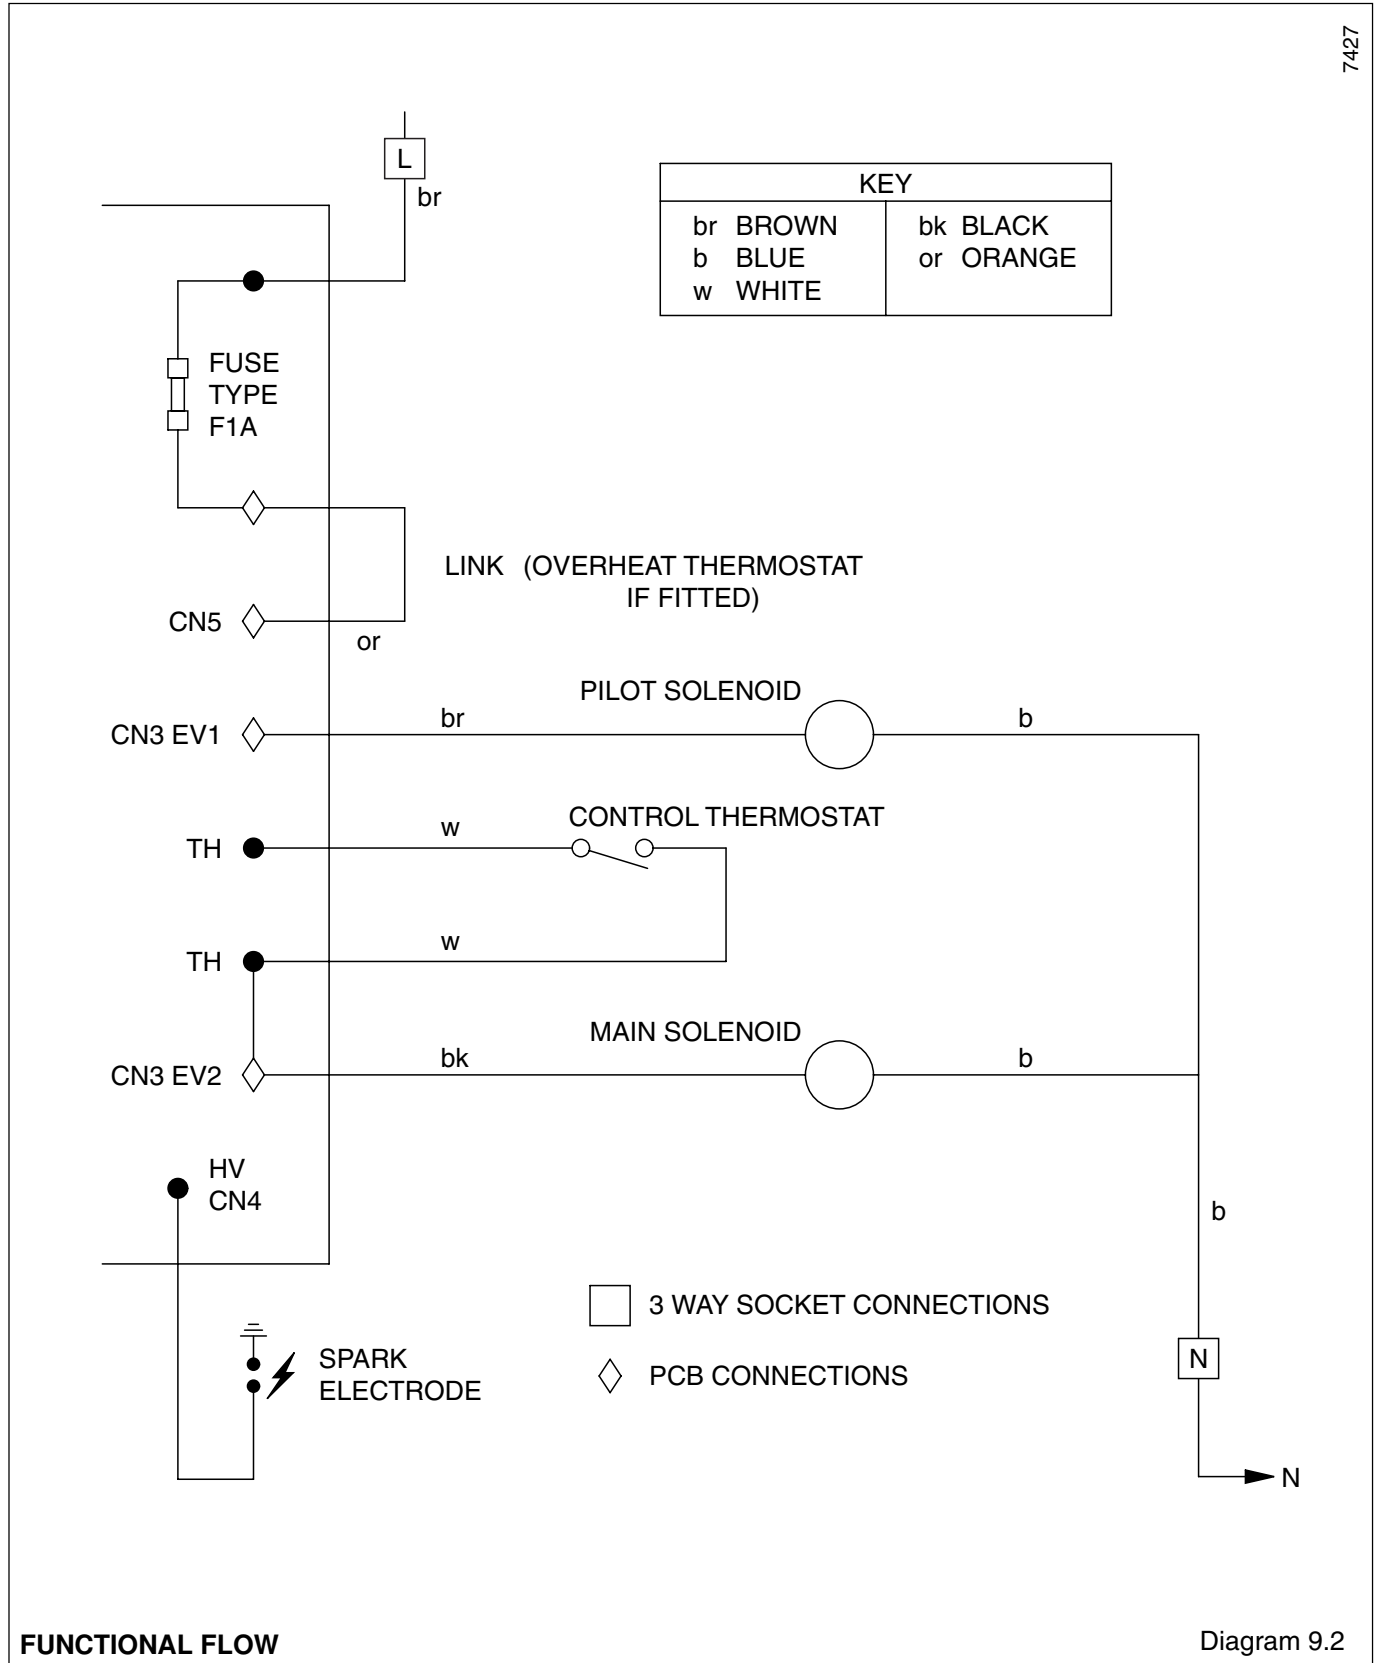 7427
L
br
KEY
br BROWN
b BLUE
w WHITE
bk BLACK
or ORANGE
FUSE
TYPE
F1A
LINK (OVERHEAT THERMOSTAT
IF FITTED)
CN5
or
PILOT SOLENOID
CN3 EV1
br
b
CONTROL THERMOSTAT
TH
w
TH
w
MAIN SOLENOID
CN3 EV2
bk
b
HV
CN4
b
3 WAY SOCKET CONNECTIONS
SPARK
ELECTRODE
PCB CONNECTIONS
N
N
FUNCTIONAL FLOW
Diagram 9.2